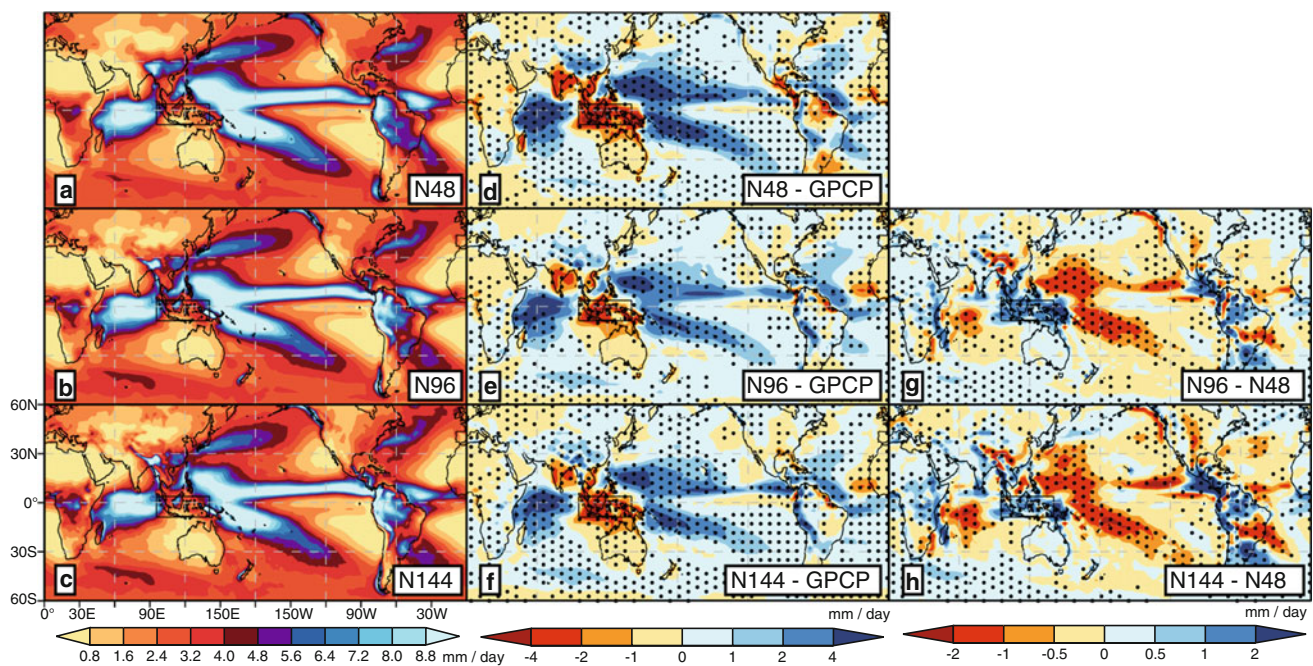 a
N48
d
N48 - GPCP
b
N96
e
N96 - GPCP
g
N96 - N48
60N
30N
0°
30S
60S
c
N144
f
N144 - GPCP
h
N144 - N48
0° 30E 90E 150E 150W 90W 30W
mm / day
mm / day
0.8 1.6 2.4 3.2 4.0 4.8 5.6 6.4 7.2 8.0 8.8 mm / day
-4 -2 -1 0 1 2 4
-2 -1 -0.5 0 0.5 1 2